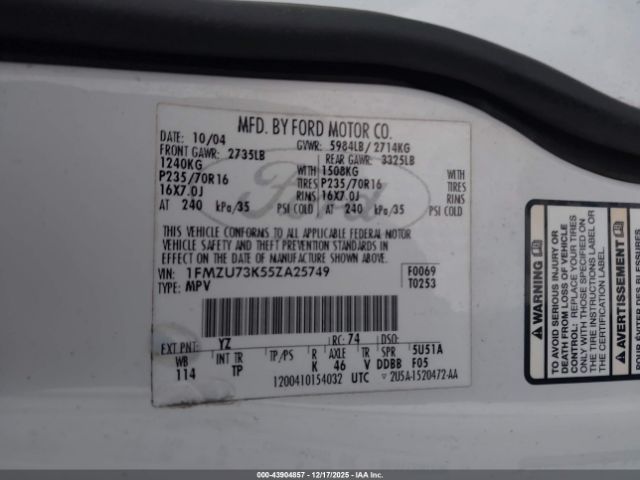 MFD. BY FORD MOTOR CO.
DATE: 10/04 GVWR: 5984LB/ 2714KG
FRONT GAWR: 2735LB REAR GAWR: 3325LB
1240KG WITH 1508KG WITH
P235/70R16 TIRES P235/70R16 TIRES
16X7.0J RIMS 16X7.0J RIMS
AT 240 kPa/35 PSI COLD AT 240 kPa/35 PSI COLD
Ford
THIS VEHICLE CONFORMS TO ALL APPLICABLE FEDERAL MOTOR
VEHICLE SAFETY AND THEFT PREVENTION STANDARDS IN
EFFECT ON THE DATE OF MANUFACTURE SHOWN ABOVE.
VIN: 1FMZU73K55ZA25749 F0069
TYPE: MPV T0253
EXT PNT: YZ RC: 74 DSO:
WB INT TR TP/PS R AXLE TR SPR 5U51A
114 TP K 46 V DDBB F05
1200410154032 UTC 2U5A-1520472-AA
WARNING
TO AVOID SERIOUS INJURY OR
DEATH FROM LOSS OF VEHICLE
CONTROL: REPLACE YOUR TIRES
ONLY WITH THOSE SIZES LISTED ON
THE TIRE INSTRUCTIONS LABEL OR
THE CERTIFICATION LABEL.
AVERT
POUR ÉV
000-43904857 - 12/17/2025 - Copyright © IAA, Inc.